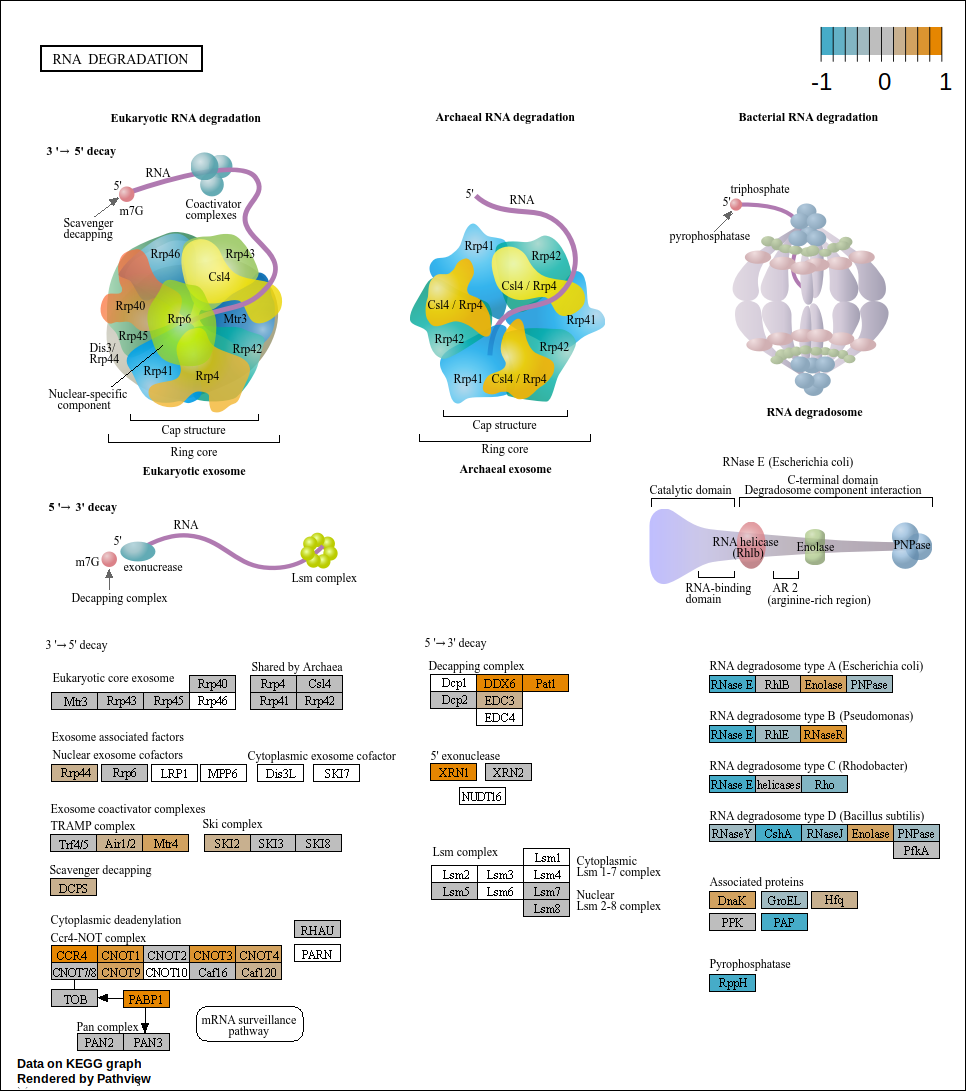 RNA DEGRADATION
-1 0 1
Eukaryotic RNA degradation
3 '→ 5' decay
RNA
5'
m7G
Scavenger
decapping
Coactivator
complexes
Rrp46
Rrp43
Csl4
Rrp40
Rrp6
Mtr3
Rrp45
Dis3/
Rrp44
Rrp42
Rrp41
Rrp4
Nuclear-specific
component
Cap structure
Ring core
Eukaryotic exosome
Archaeal RNA degradation
5'
RNA
Rrp41
Rrp42
Csl4 / Rrp4
Csl4 / Rrp4
Rrp41
Rrp42
Rrp42
Rrp41
Csl4 / Rrp4
Cap structure
Ring core
Archaeal exosome
Bacterial RNA degradation
triphosphate
5'
pyrophosphatase
RNA degradosome
5 '→ 3' decay
RNA
5'
m7G
exonucrease
Lsm complex
Decapping complex
RNase E (Escherichia coli)
C-terminal domain
Catalytic domain
Degradosome component interaction
RNA helicase
(Rhlb)
Enolase
PNPase
RNA-binding
domain
AR 2
(arginine-rich region)
3 '→ 5' decay
Eukaryotic core exosome
Rrp40
Mtr3 Rrp43 Rrp45 Rrp46
Shared by Archaea
Rrp4 Csl4
Rrp41 Rrp42
Exosome associated factors
Nuclear exosome cofactors
Rrp44 Rrp6 LRP1 MPP6
Cytoplasmic exosome cofactor
Dis3L SKI7
Exosome coactivator complexes
TRAMP complex
Trf4/5 Air1/2 Mtr4
Ski complex
SKI2 SKI3 SKI8
Scavenger decapping
DCPS
Cytoplasmic deadenylation
Ccr4-NOT complex
CCR4 CNOT1 CNOT2 CNOT3 CNOT4
CNOT7/8 CNOT9 CNOT10 Caf16 Caf120
RHAU
PARN
TOB PABP1
Pan complex
PAN2 PAN3
mRNA surveillance
pathway
5 '→ 3' decay
Decapping complex
Dcp1 DDX6 Pat1
Dcp2 EDC3
EDC4
5' exonuclease
XRN1 XRN2
NUDT16
Lsm complex
Lsm1
Lsm2 Lsm3 Lsm4
Lsm5 Lsm6 Lsm7
Lsm8
Cytoplasmic
Lsm 1-7 complex
Nuclear
Lsm 2-8 complex
RNA degradosome type A (Escherichia coli)
RNase E RhlB Enolase PNPase
RNA degradosome type B (Pseudomonas)
RNase E RhlE RNaseR
RNA degradosome type C (Rhodobacter)
RNase E helicases Rho
RNA degradosome type D (Bacillus subtilis)
RNaseY CshA RNaseJ Enolase PNPase
PfkA
Associated proteins
DnaK GroEL Hfq
PPK PAP
Pyrophosphatase
RppH
Data on KEGG graph
Rendered by Pathview